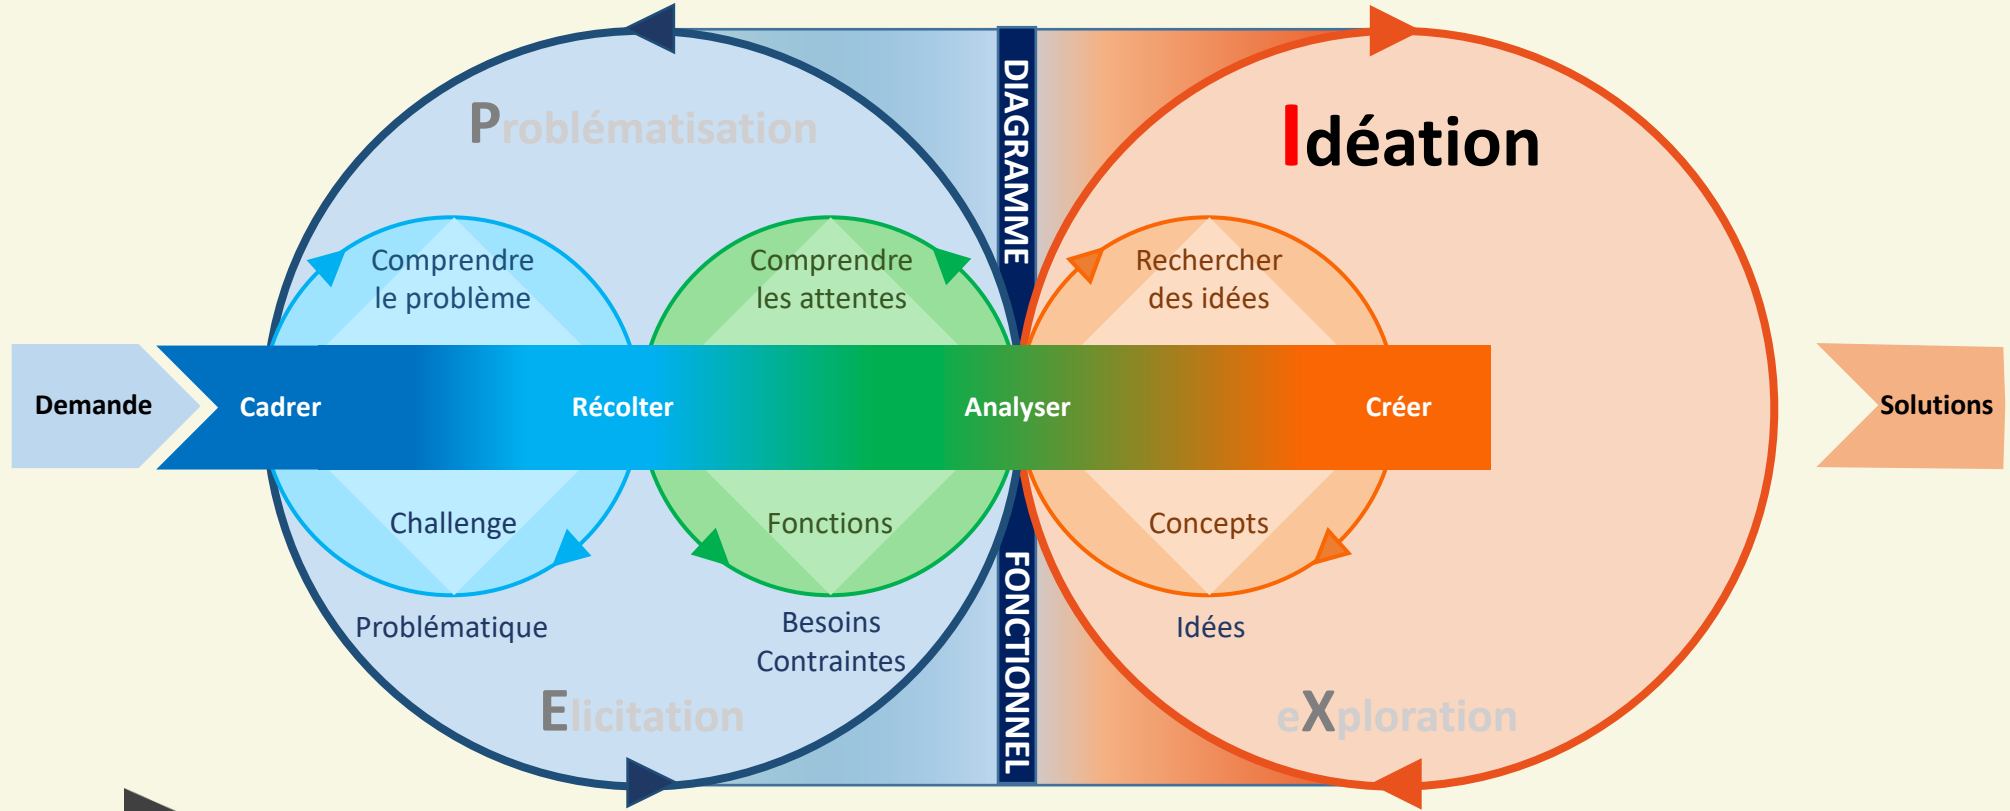 Problématisation
Idéation
DIAGRAMME
Comprendre
le problème
Comprendre
les attentes
Rechercher
des idées
Demande
Cadrer
Récolter
Analyser
Créer
Solutions
Challenge
Fonctions
Concepts
FONCTIONNEL
Problématique
Besoins
Contraintes
Idées
Elicitation
eXploration